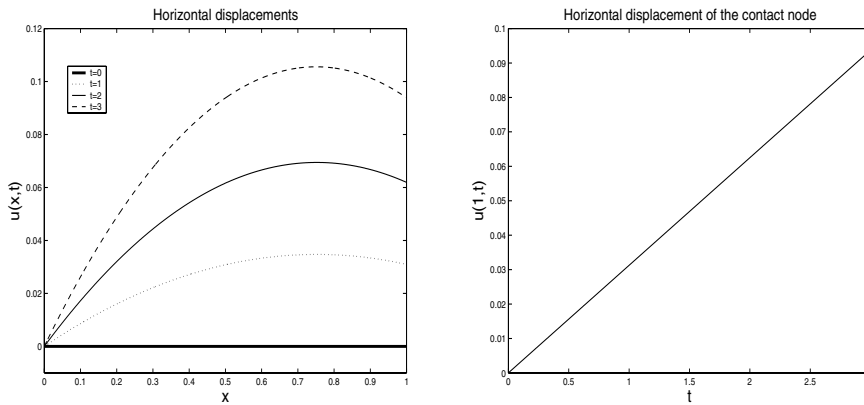 Horizontal displacements
0.12
0.1
0.08
0.06
0.04
0.02
0
u(x,t)
t=0
t=1
t=2
t=3
0 0.1 0.2 0.3 0.4 0.5 0.6 0.7 0.8 0.9 1
x
Horizontal displacement of the contact node
0.1
0.09
0.08
0.07
0.06
0.05
0.04
0.03
0.02
0.01
0
u(1,t)
0 0.5 1 1.5 2 2.5
t